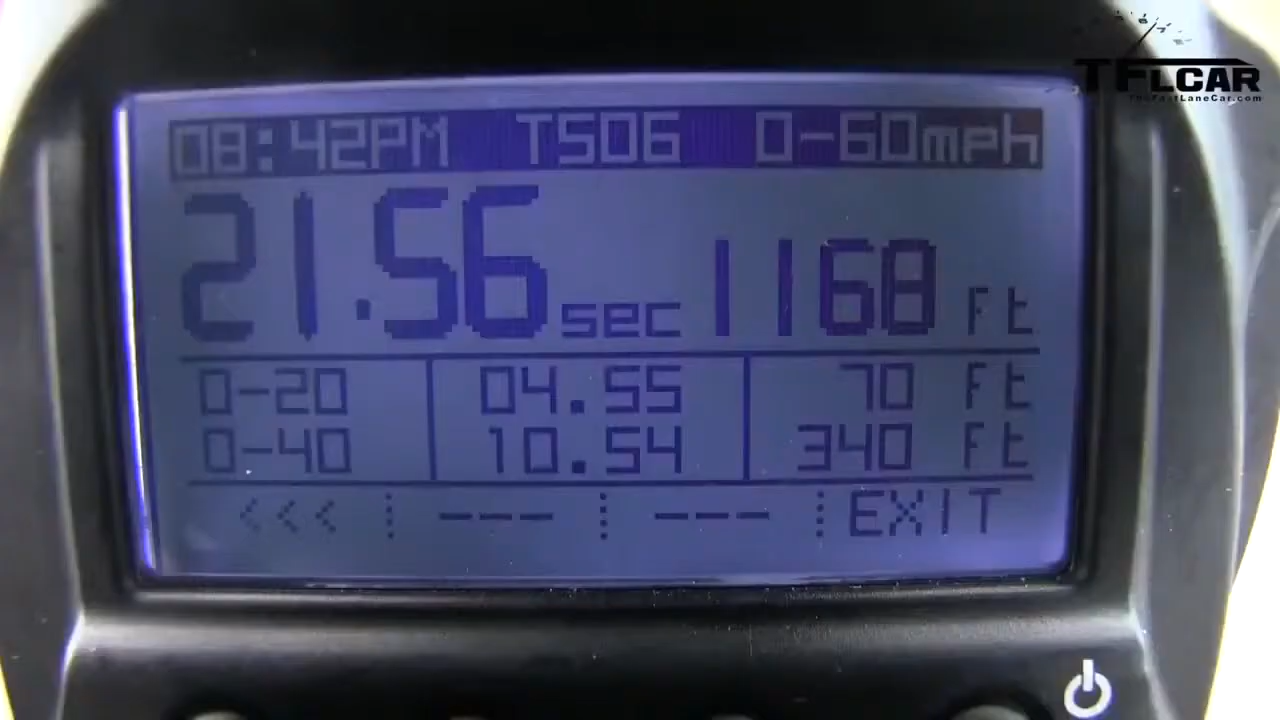 TFLCAR
TheFastLaneCar.com
08:42PM TS06 0-60mph
21.56 sec 1168 Ft
0-20 04.55 70 Ft
0-40 10.54 340 Ft
<<< --- --- EXIT